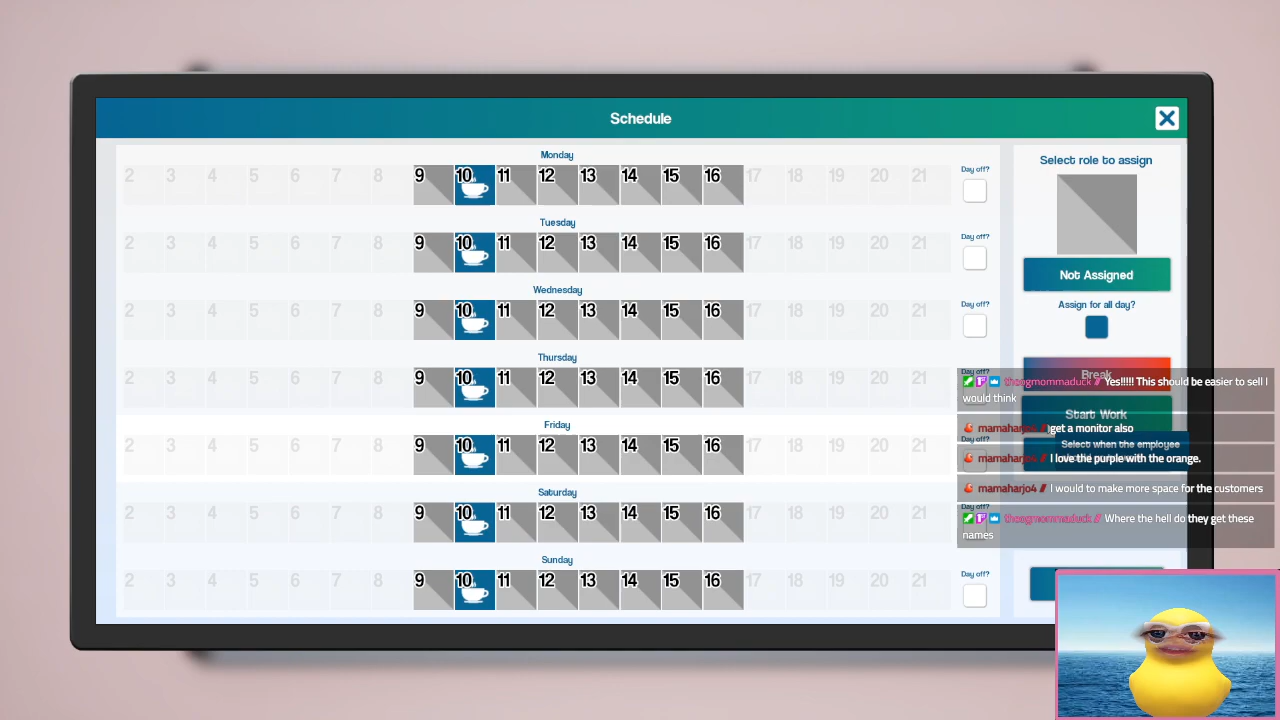 Schedule
Monday
2 3 4 5 6 7 8 9 10 11 12 13 14 15 16 17 18 19 20 21
Day off?
Tuesday
2 3 4 5 6 7 8 9 10 11 12 13 14 15 16 17 18 19 20 21
Day off?
Wednesday
2 3 4 5 6 7 8 9 10 11 12 13 14 15 16 17 18 19 20 21
Day off?
Thursday
2 3 4 5 6 7 8 9 10 11 12 13 14 15 16 17 18 19 20 21
Day off?
Friday
2 3 4 5 6 7 8 9 10 11 12 13 14 15 16 17 18 19 20 21
Day off?
Saturday
2 3 4 5 6 7 8 9 10 11 12 13 14 15 16 17 18 19 20 21
Day off?
Sunday
2 3 4 5 6 7 8 9 10 11 12 13 14 15 16 17 18 19 20 21
Day off?
Select role to assign
Not Assigned
Assign for all day?
Break
Start Work
Select when the employee
thoogmommaduck // Yes!!!!! This should be easier to sell I
would think
mamaharjo4 // get a monitor also
mamaharjo4 // I love the purple with the orange.
mamaharjo4 // I would to make more space for the customers
thoogmommaduck // Where the hell do they get these
names